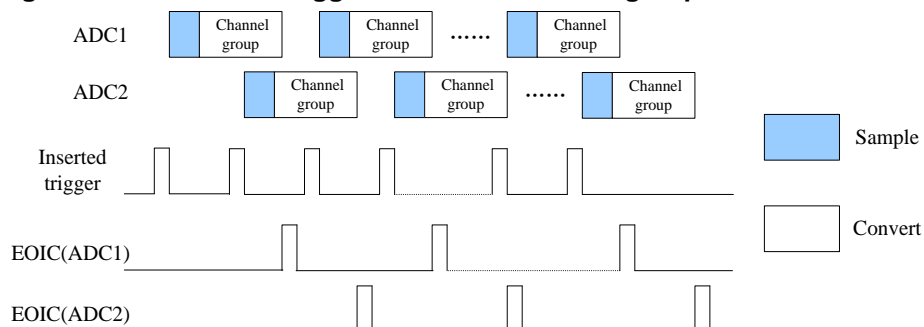 ADC1
Channel
group
Channel
group
......
Channel
group
ADC2
Channel
group
Channel
group
......
Channel
group
Inserted
trigger
EOIC(ADC1)
EOIC(ADC2)
Sample
Convert